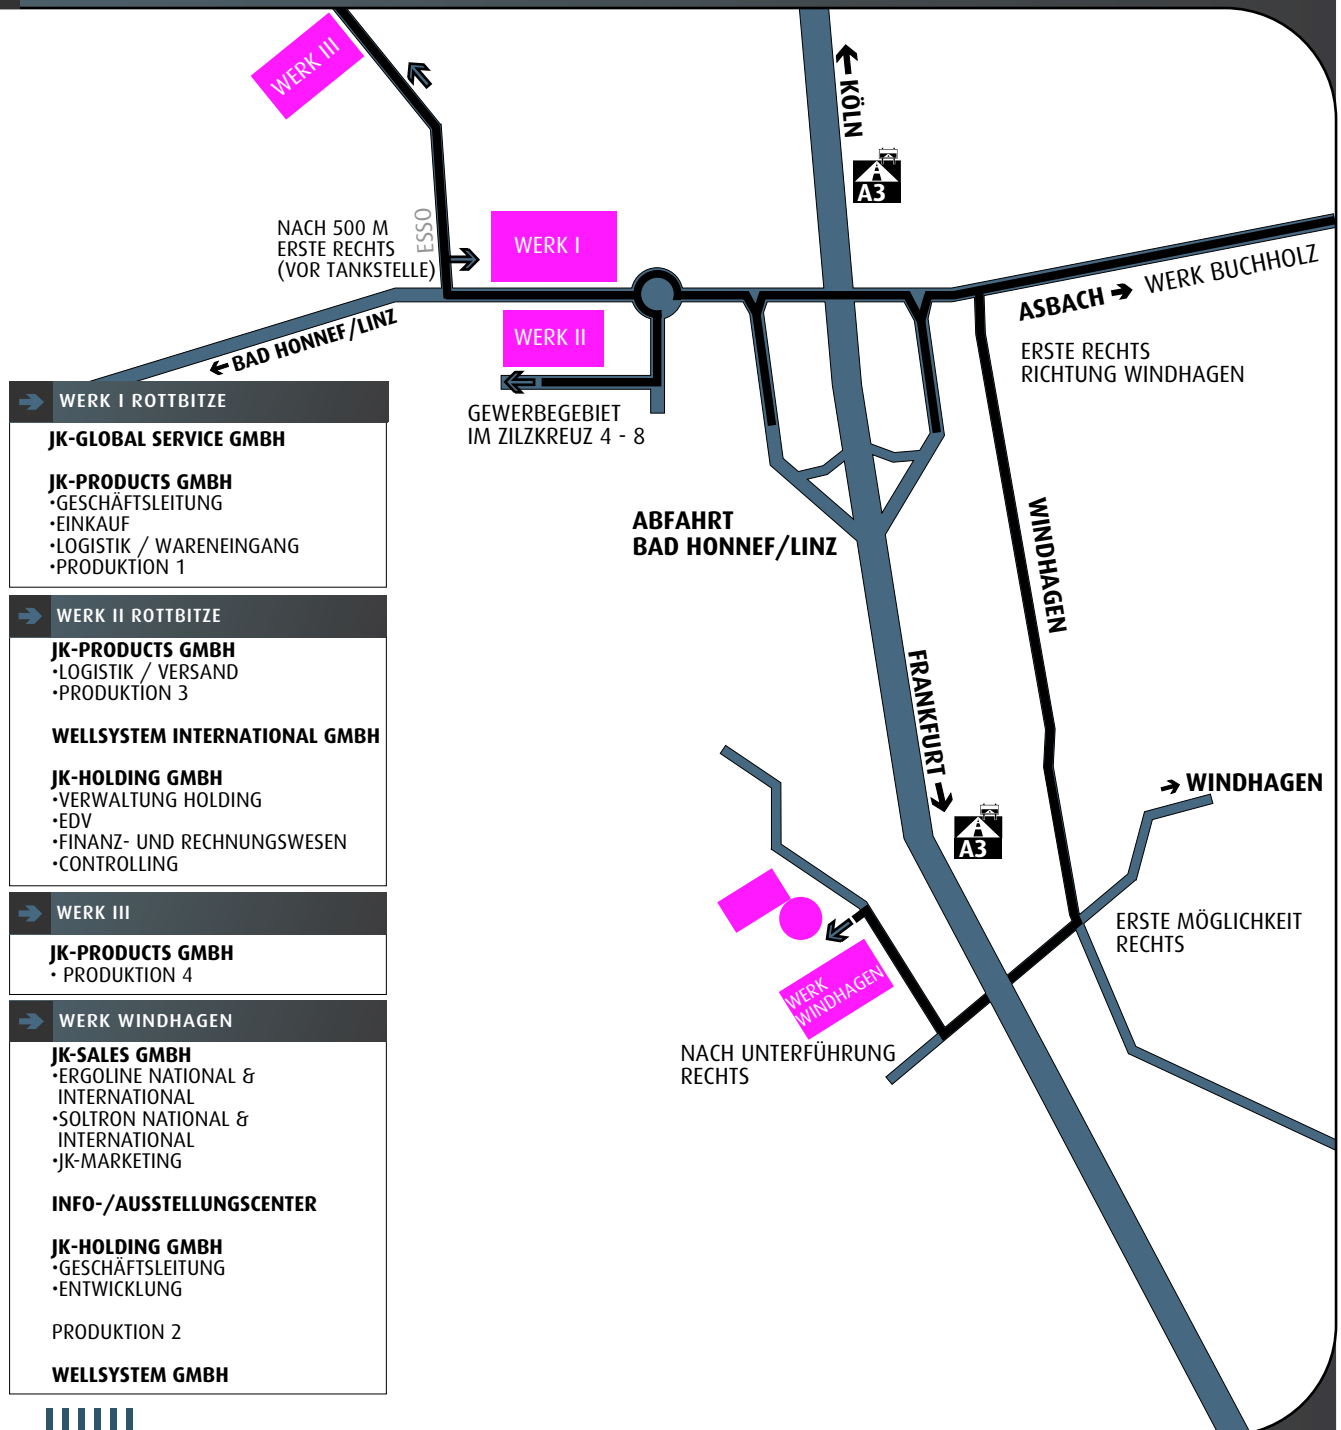 WERK III
KÖLN
A3
NACH 500 M
ERSTE RECHTS
(VOR TANKSTELLE)
ESSO
WERK I
WERK II
BAD HONNEF/LINZ
ASBACH
WERK BUCHHOLZ
ERSTE RECHTS
RICHTUNG WINDHAGEN
GEWERBEGEBIET
IM ZILZKREUZ 4 - 8
ABFAHRT
BAD HONNEF/LINZ
WINDHAGEN
FRANKFURT
A3
WINDHAGEN
ERSTE MÖGLICHKEIT
RECHTS
WERK
WINDHAGEN
NACH UNTERFÜHRUNG
RECHTS
WERK I ROTTBITZE
JK-GLOBAL SERVICE GMBH
JK-PRODUCTS GMBH
•GESCHÄFTSLEITUNG
•EINKAUF
•LOGISTIK / WARENEINGANG
•PRODUKTION 1
WERK II ROTTBITZE
JK-PRODUCTS GMBH
•LOGISTIK / VERSAND
•PRODUKTION 3
WELLSYSTEM INTERNATIONAL GMBH
JK-HOLDING GMBH
•VERWALTUNG HOLDING
•EDV
•FINANZ- UND RECHNUNGSWESEN
•CONTROLLING
WERK III
JK-PRODUCTS GMBH
• PRODUKTION 4
WERK WINDHAGEN
JK-SALES GMBH
•ERGOLINE NATIONAL &
INTERNATIONAL
•SOLTRON NATIONAL &
INTERNATIONAL
•JK-MARKETING
INFO-/AUSSTELLUNGSCENTER
JK-HOLDING GMBH
•GESCHÄFTSLEITUNG
•ENTWICKLUNG
PRODUKTION 2
WELLSYSTEM GMBH